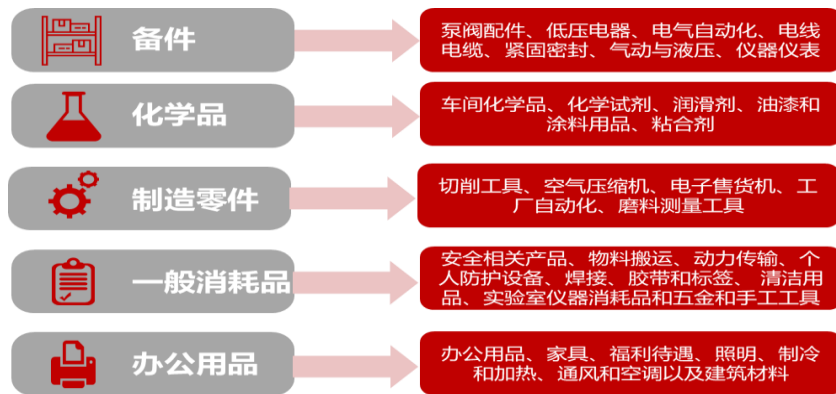 备件
泵阀配件、低压电器、电气自动化、电线
电缆、紧固密封、气动与液压、仪器仪表
化学品
车间化学品、化学试剂、润滑剂、油漆和
涂料用品、粘合剂
制造零件
切削工具、空气压缩机、电子售货机、工
厂自动化、磨料测量工具
一般消耗品
安全相关产品、物料搬运、动力传输、个
人防护设备、焊接、胶带和标签、 清洁用
品、实验室仪器消耗品和五金和手工工具
办公用品
办公用品、家具、福利待遇、照明、制冷
和加热、通风和空调以及建筑材料